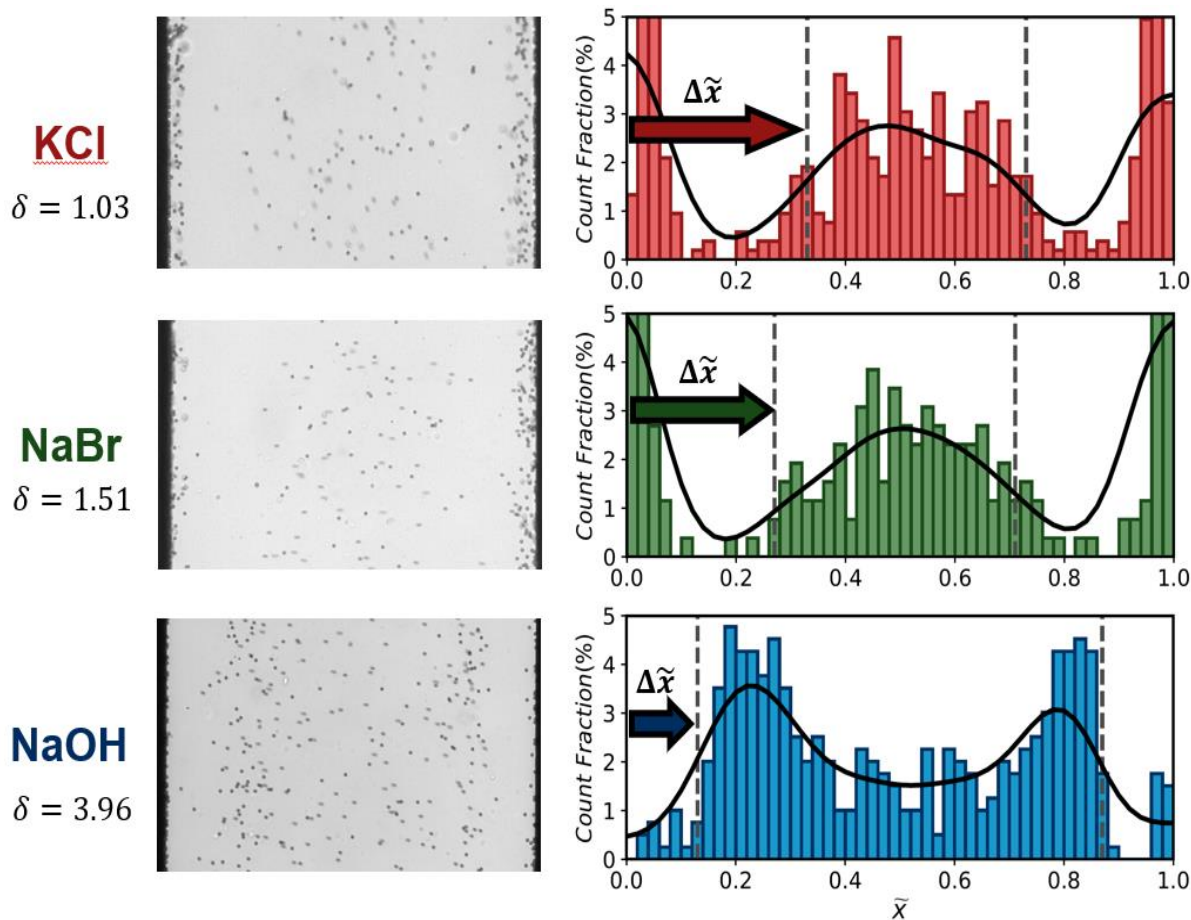 KCl
δ = 1.03
Count Fraction(%)
5
4
3
2
1
0
Δx̃
0.0 0.2 0.4 0.6 0.8 1.0
NaBr
δ = 1.51
Count Fraction(%)
5
4
3
2
1
0
Δx̃
0.0 0.2 0.4 0.6 0.8 1.0
NaOH
δ = 3.96
Count Fraction(%)
5
4
3
2
1
0
Δx̃
0.0 0.2 0.4 0.6 0.8 1.0
x̃